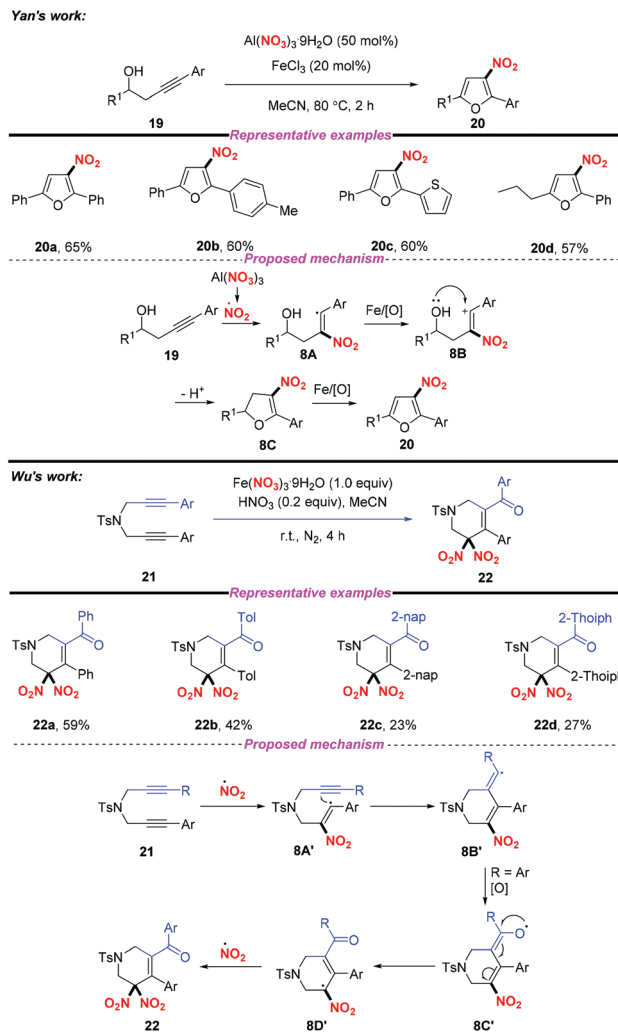 Yan's work:
Al(NO3)3·9H2O (50 mol%)
FeCl3 (20 mol%)
MeCN, 80 °C, 2 h
OH
Ar
R1
19
NO2
R1
O
Ar
20
Representative examples
NO2
Ph
O
Ph
20a, 65%
NO2
Ph
O
Me
20b, 60%
NO2
S
Ph
O
20c, 60%
NO2
O
Ph
20d, 57%
Proposed mechanism
Al(NO3)3
NO2
OH
Ar
R1
19
OH
Ar
R1
NO2
8A
Fe/[O]
OH
Ar
+
R1
NO2
8B
- H+
NO2
R1
O
Ar
8C
Fe/[O]
NO2
R1
O
Ar
20
Wu's work:
Fe(NO3)3·9H2O (1.0 equiv)
HNO3 (0.2 equiv), MeCN
r.t., N2, 4 h
Ar
TsN
Ar
21
Ar
O
TsN
Ar
NO2 NO2
22
Representative examples
Ph
O
TsN
Ph
NO2 NO2
22a, 59%
Tol
O
TsN
Tol
NO2 NO2
22b, 42%
2-nap
O
TsN
2-nap
NO2 NO2
22c, 23%
2-Thoiph
O
TsN
2-Thoiph
NO2 NO2
22d, 27%
Proposed mechanism
R
TsN
Ar
21
NO2
R
TsN
Ar
NO2
8A'
R
TsN
Ar
NO2
8B'
R = Ar
[O]
R
O
TsN
Ar
NO2
8C'
R
O
TsN
Ar
NO2
8D'
NO2
Ar
O
TsN
Ar
NO2 NO2
22